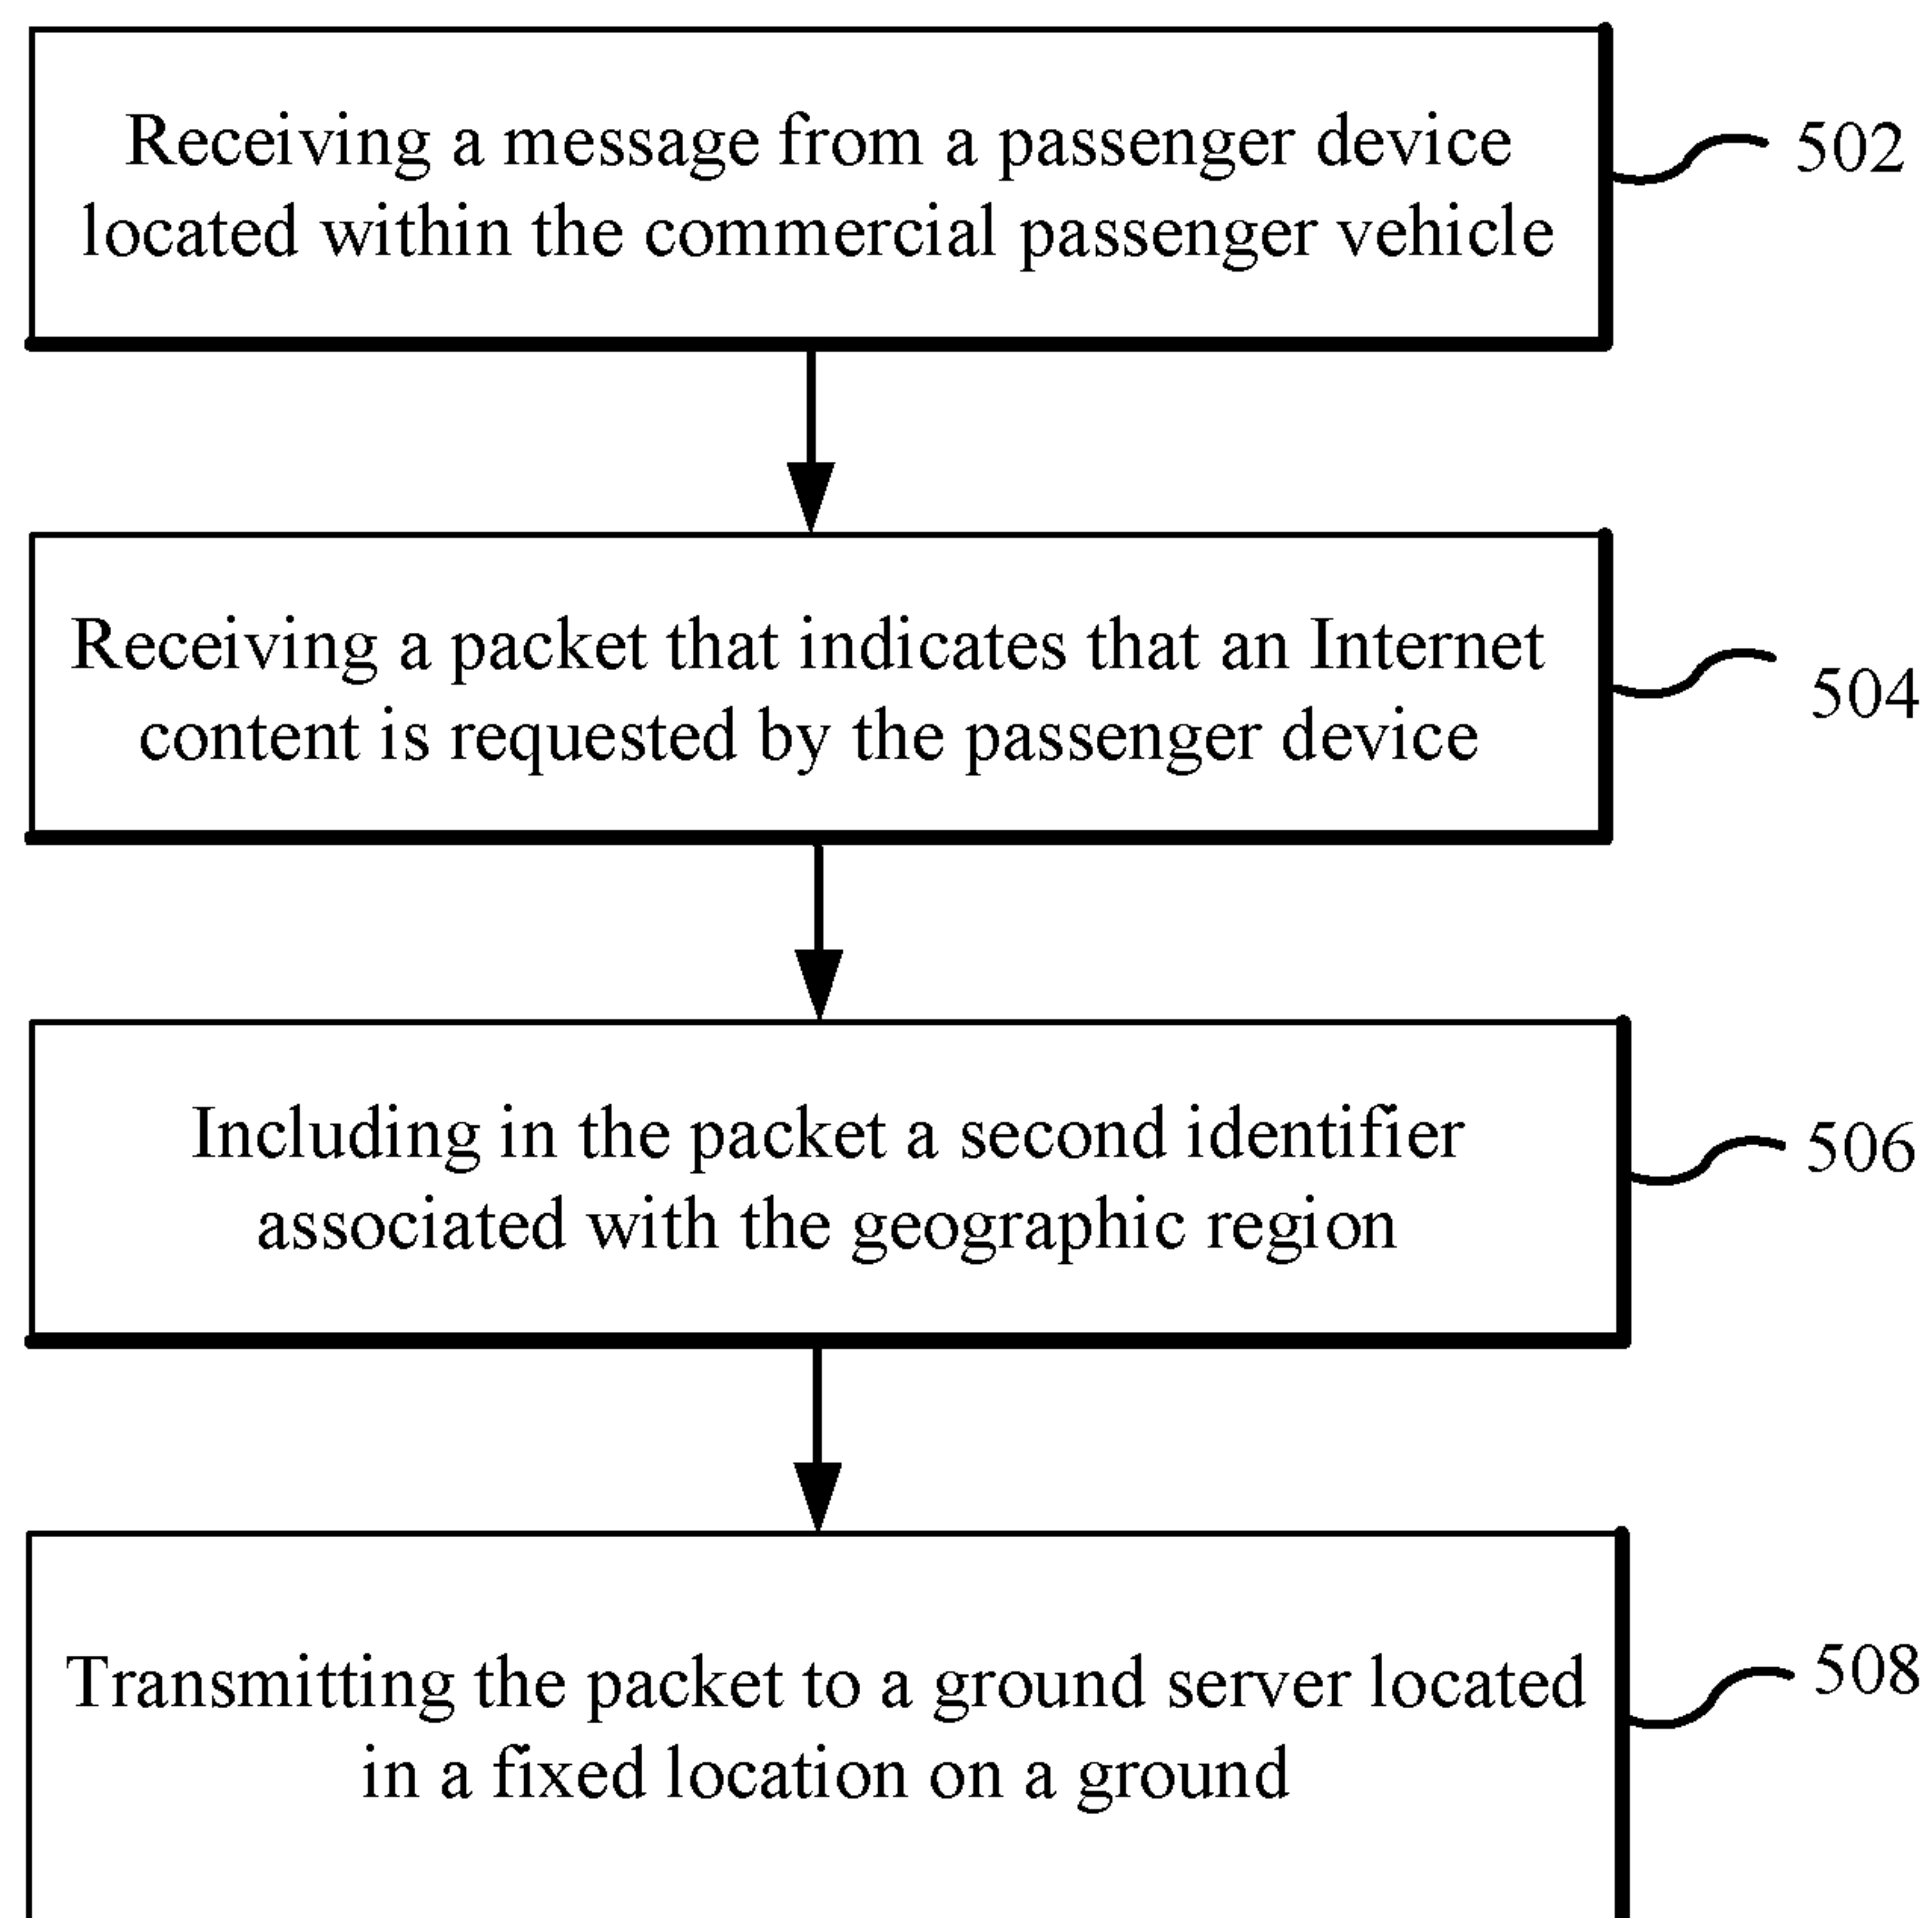 Receiving a message from a passenger device
located within the commercial passenger vehicle
502
Receiving a packet that indicates that an Internet
content is requested by the passenger device
504
Including in the packet a second identifier
associated with the geographic region
506
Transmitting the packet to a ground server located
in a fixed location on a ground
508